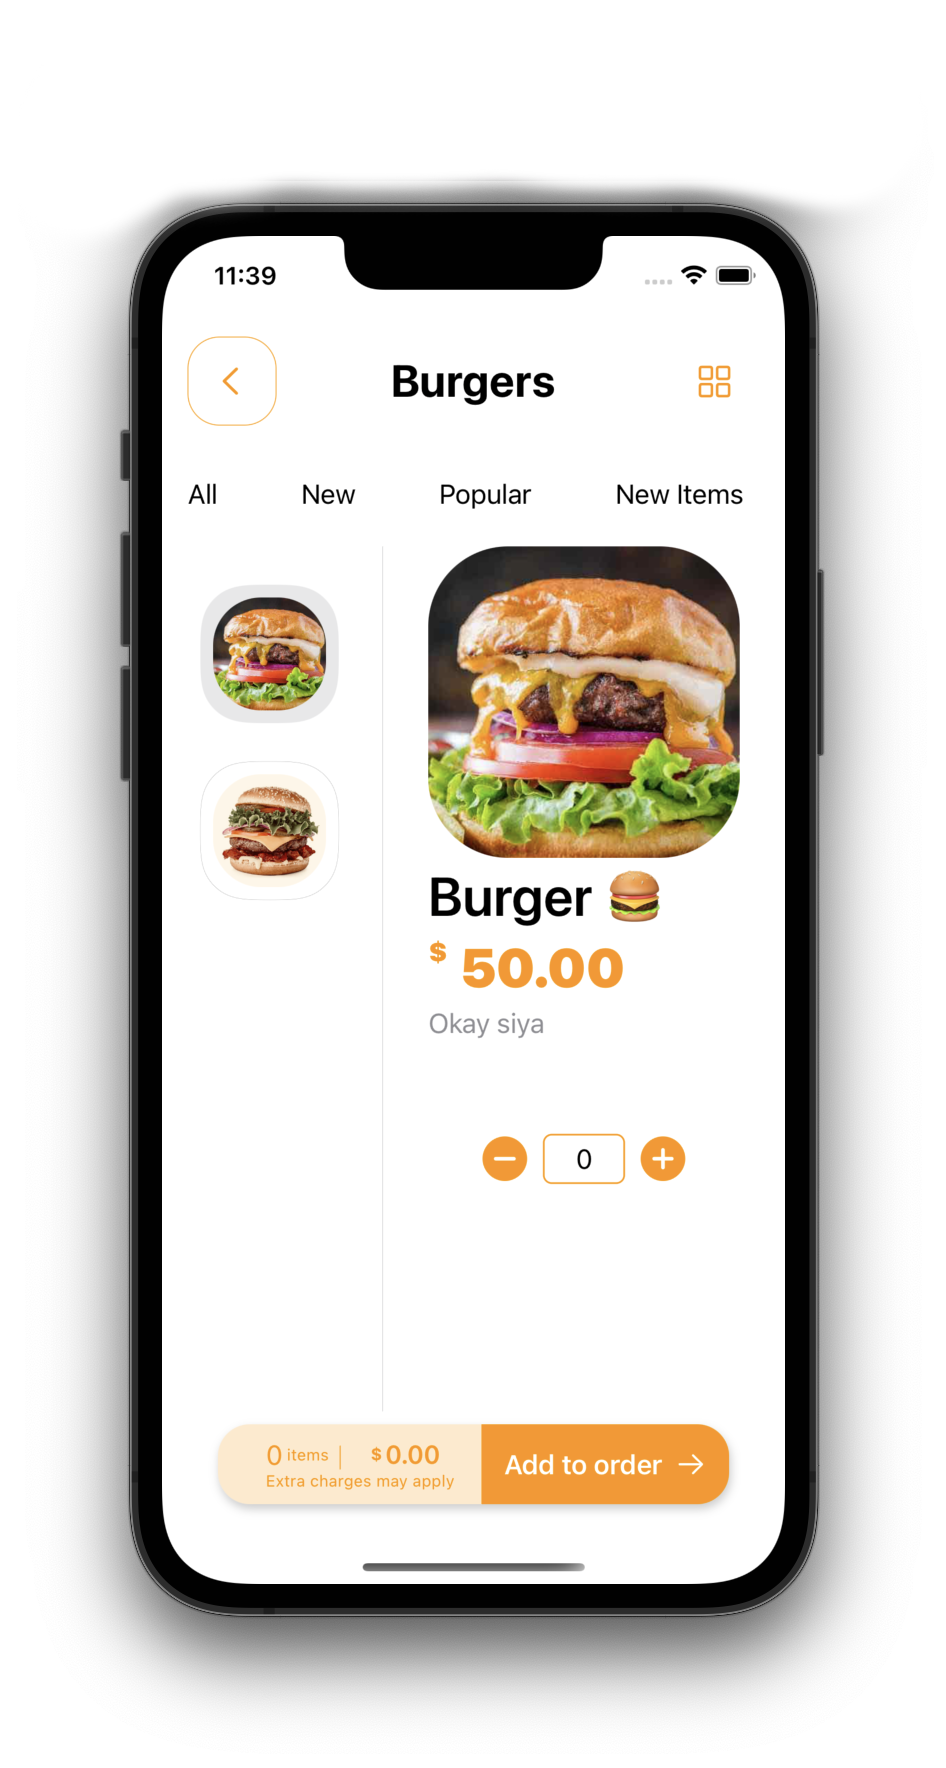 11:39
Burgers
All New Popular New Items
Burger 🍔
$ 50.00
Okay siya
0
0 items | $ 0.00
Extra charges may apply
Add to order →